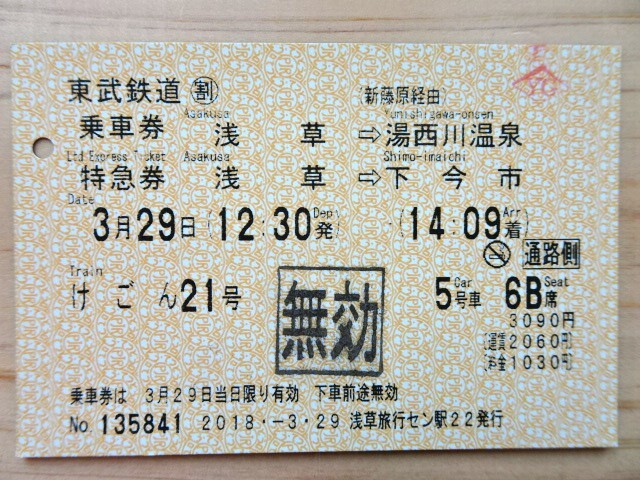 東武鉄道 割
(新藤原経由
Asakusa Yunishigawa-onsen
乗車券 浅草 ⇨ 湯西川温泉
Ltd Express Ticket Asakusa Shimo-imaichi
特急券 浅草 ⇨ 下今市
Date Dep Arr
3月29日 (12:30発) (14:09着)
通路側
Train Car Seat
けごん21号 5号車 6B席
3090円
[運賃2060円]
[料金1030円]
無効
乗車券は 3月29日当日限り有効 下車前途無効
No. 135841 2018.-3.29 浅草旅行セン駅22発行